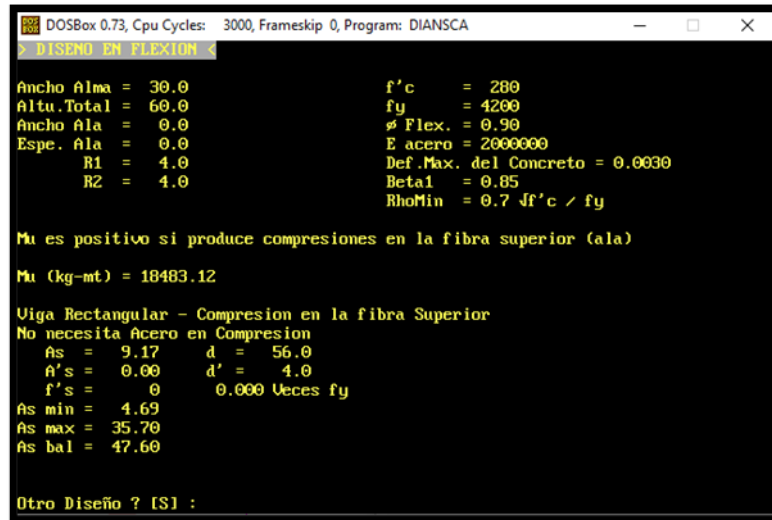 DOSBox 0.73, Cpu Cycles: 3000, Frameskip 0, Program: DIANSCA
> DISENO EN FLEXION <
Ancho Alma = 30.0 f'c = 280
Altu.Total = 60.0 fy = 4200
Ancho Ala = 0.0 ø Flex. = 0.90
Espe. Ala = 0.0 E acero = 2000000
R1 = 4.0 Def.Max. del Concreto = 0.0030
R2 = 4.0 Beta1 = 0.85
RhoMin = 0.7 √f'c / fy
Mu es positivo si produce compresiones en la fibra superior (ala)
Mu (kg-mt) = 18483.12
Viga Rectangular - Compresion en la fibra Superior
No necesita Acero en Compresion
As = 9.17 d = 56.0
A's = 0.00 d' = 4.0
f's = 0 0.000 Veces fy
As min = 4.69
As max = 35.70
As bal = 47.60
Otro Diseño ? [S] :